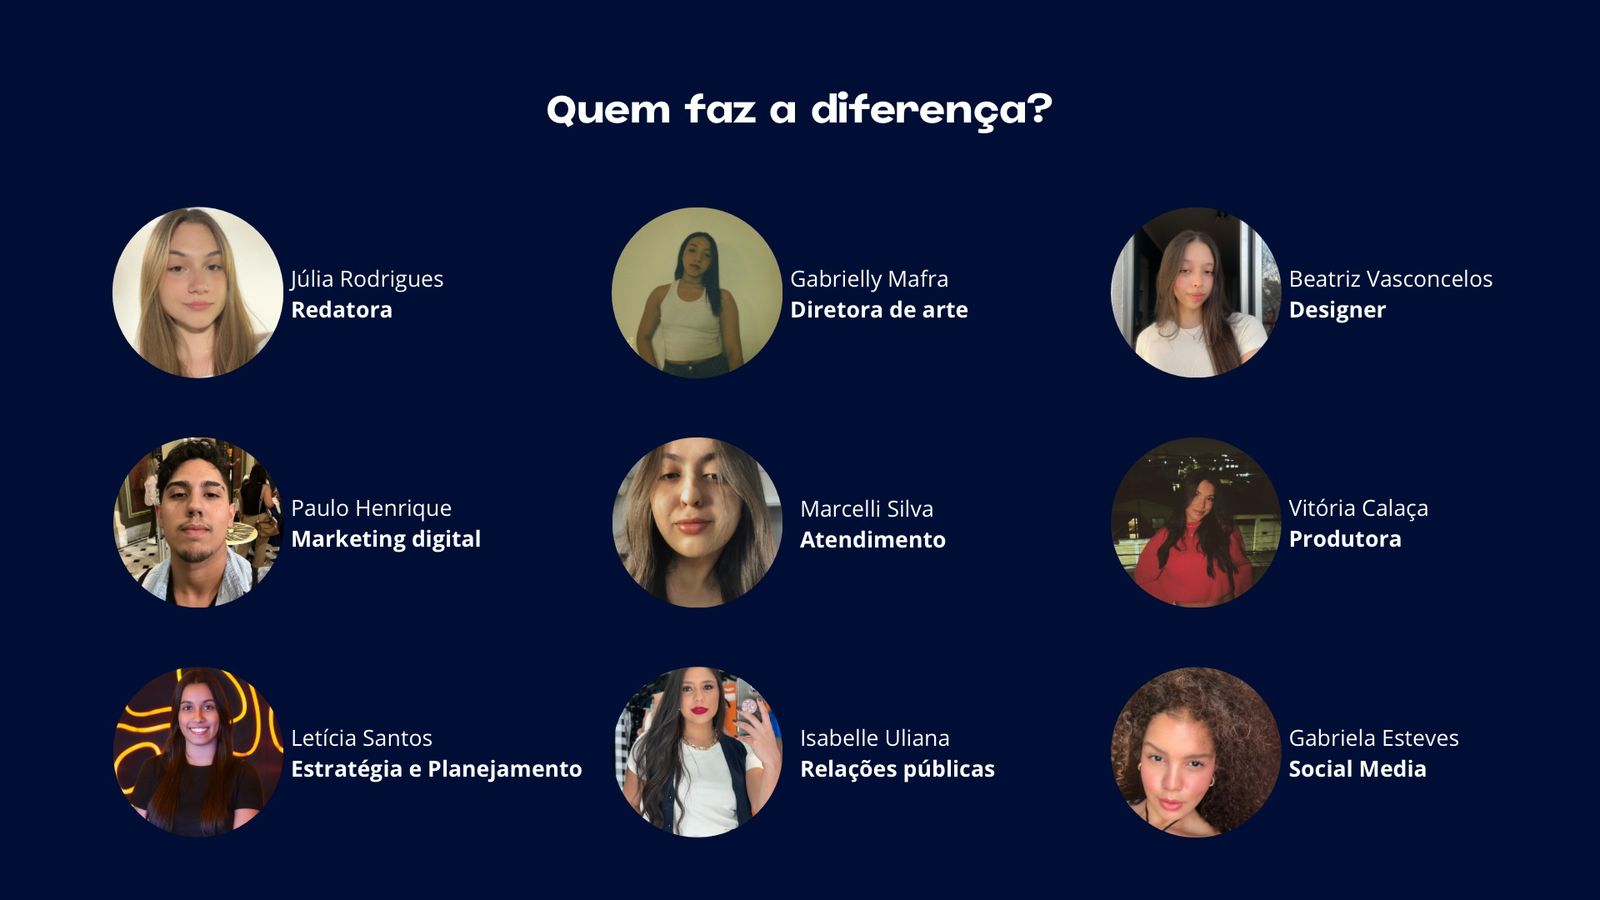 Quem faz a diferença?
Júlia Rodrigues
Redatora
Gabrielly Mafra
Diretora de arte
Beatriz Vasconcelos
Designer
Paulo Henrique
Marketing digital
Marcelli Silva
Atendimento
Vitória Calaça
Produtora
Letícia Santos
Estratégia e Planejamento
Isabelle Uliana
Relações públicas
Gabriela Esteves
Social Media